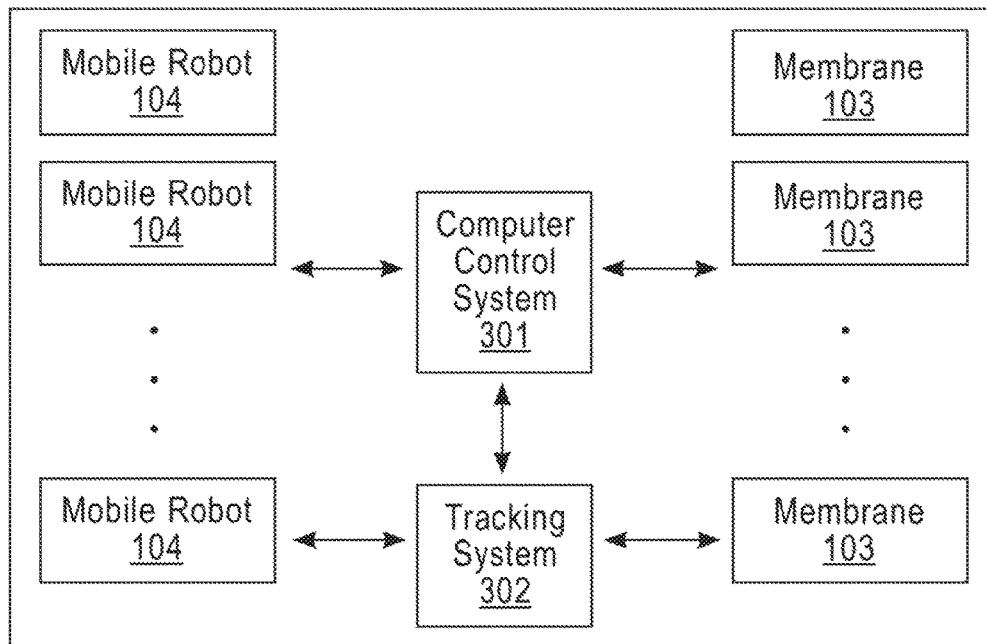 Mobile Robot
104
Membrane
103
Mobile Robot
104
Membrane
103
Computer
Control
System
301
Mobile Robot
104
Tracking
System
302
Membrane
103